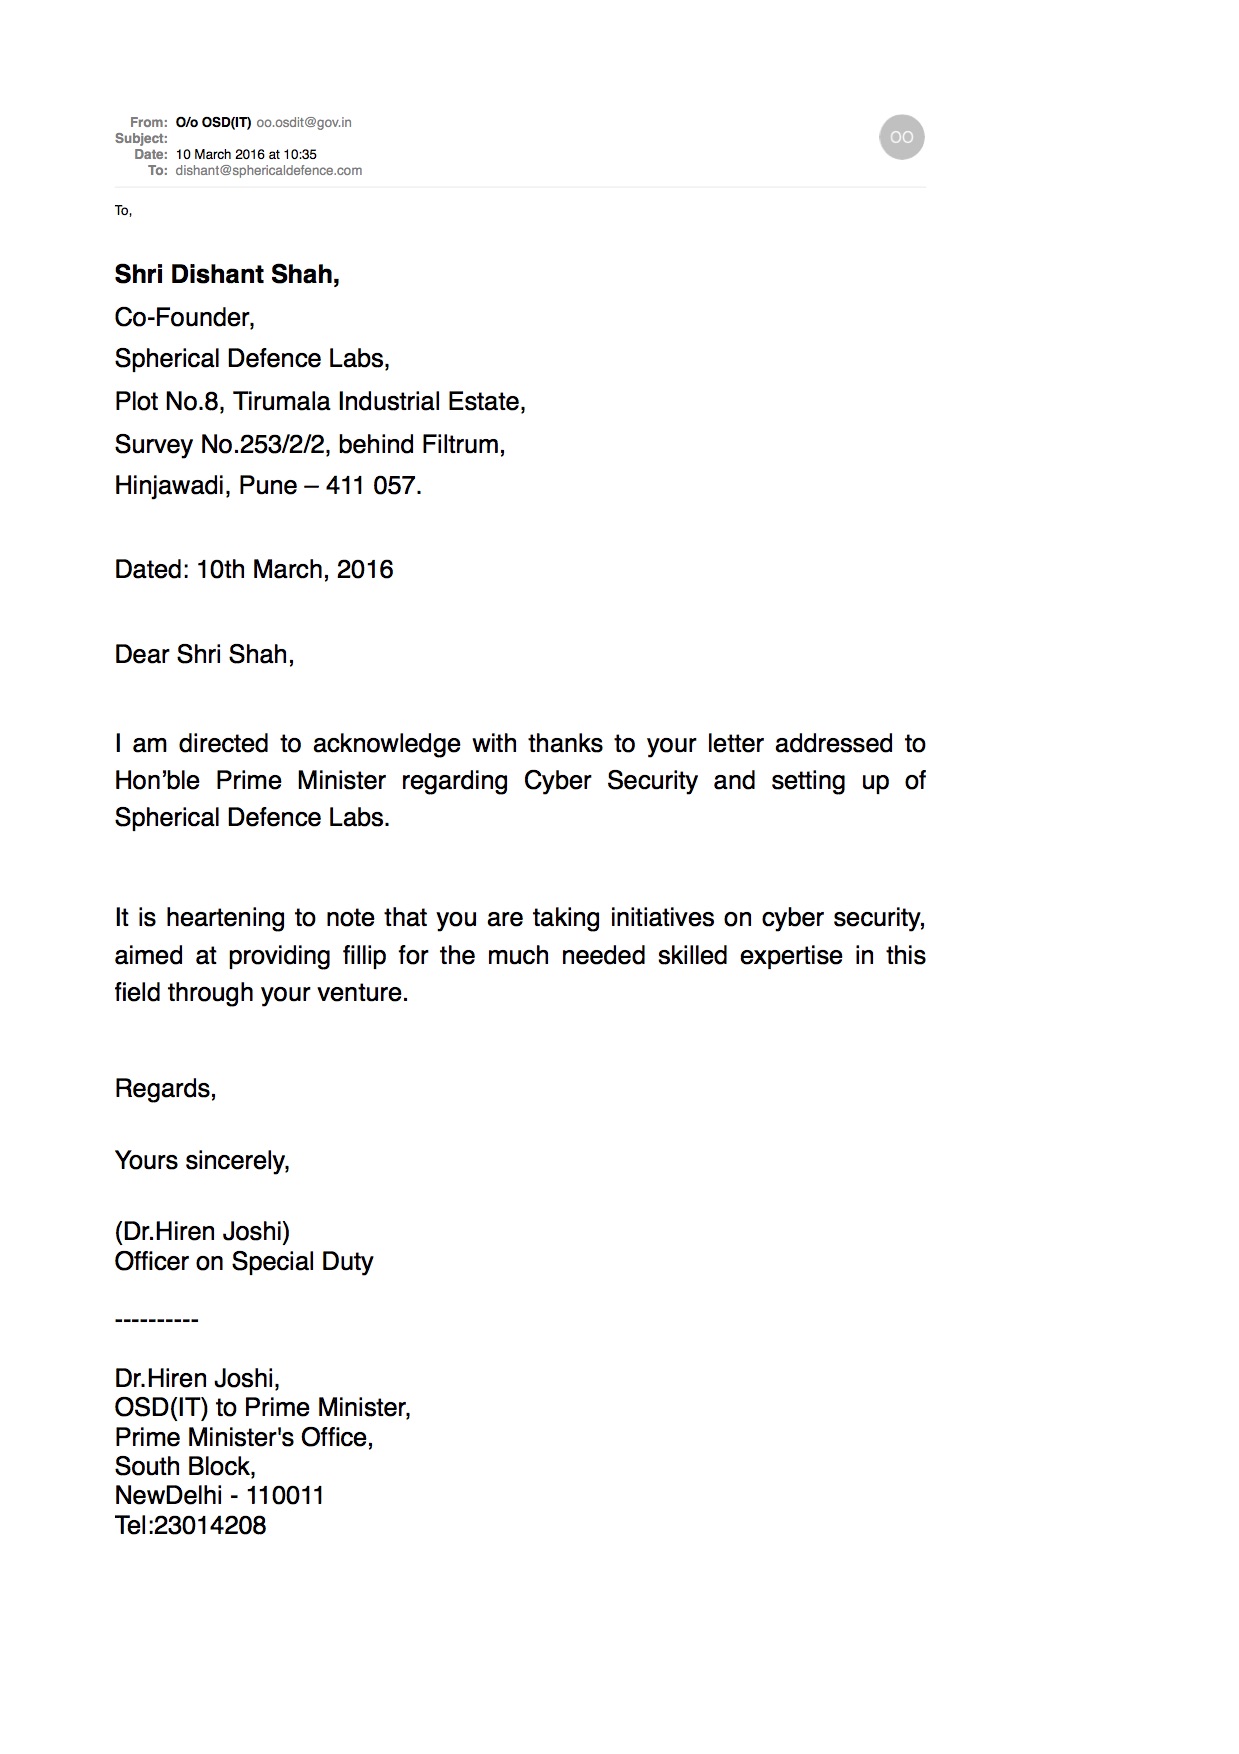 From: O/o OSD(IT) oo.osdit@gov.in
Subject:
Date: 10 March 2016 at 10:35
To: dishant@sphericaldefence.com
OO
To,
Shri Dishant Shah,
Co-Founder,
Spherical Defence Labs,
Plot No.8, Tirumala Industrial Estate,
Survey No.253/2/2, behind Filtrum,
Hinjawadi, Pune – 411 057.
Dated: 10th March, 2016
Dear Shri Shah,
I am directed to acknowledge with thanks to your letter addressed to
Hon’ble Prime Minister regarding Cyber Security and setting up of
Spherical Defence Labs.
It is heartening to note that you are taking initiatives on cyber security,
aimed at providing fillip for the much needed skilled expertise in this
field through your venture.
Regards,
Yours sincerely,
(Dr.Hiren Joshi)
Officer on Special Duty
----------
Dr.Hiren Joshi,
OSD(IT) to Prime Minister,
Prime Minister's Office,
South Block,
NewDelhi - 110011
Tel:23014208